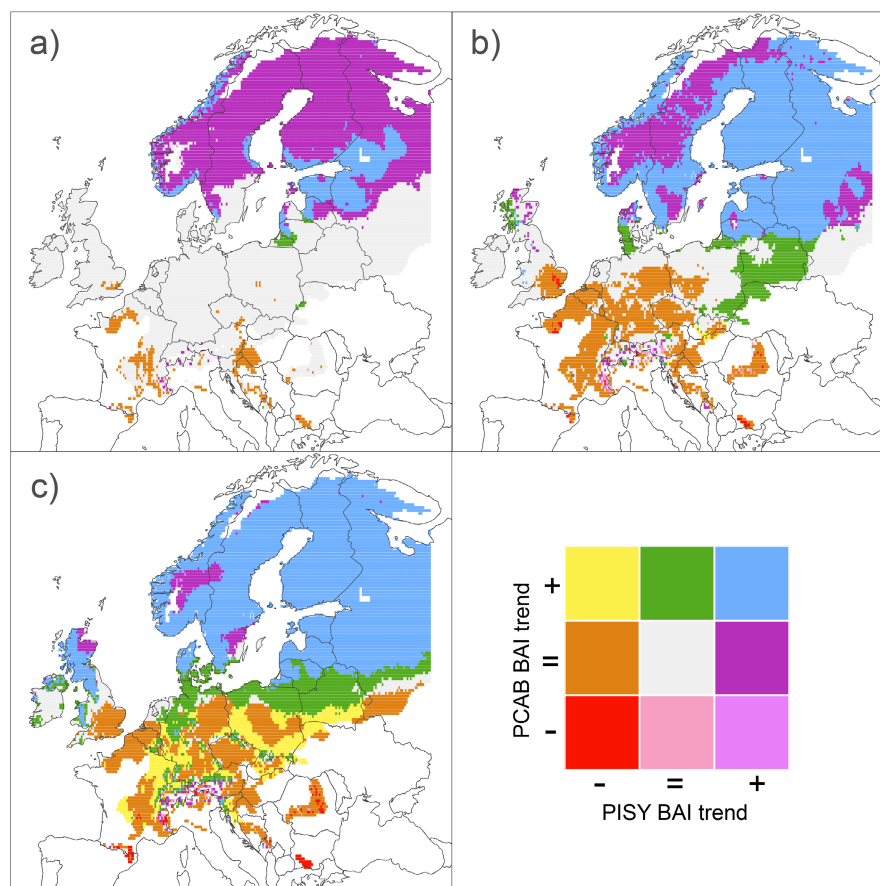 a)
b)
c)
PCAB BAI trend
+
=
-
- = +
PISY BAI trend